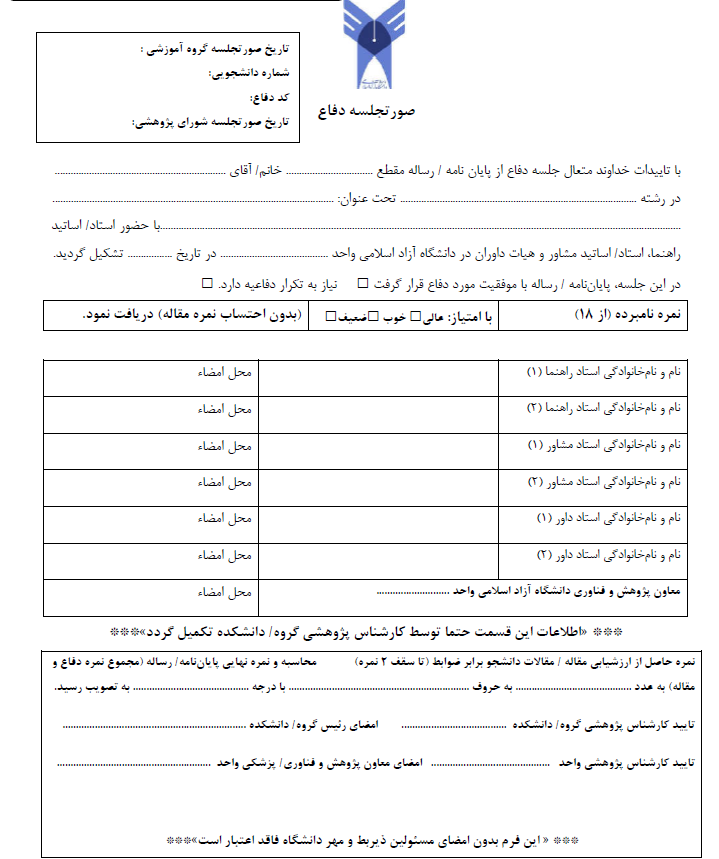 تاریخ صورتجلسه گروه آموزشی :
شماره دانشجویی:
کد دفاع:
تاریخ صورتجلسه شورای پژوهشی:
صورتجلسه دفاع
با تاییدات خداوند متعال جلسه دفاع از پایان نامه / رساله مقطع ................................ خانم/ آقای ................................................................
در رشته ........................................................................................ تحت عنوان: .........................................................................................................
.................................................................................................................................................................................................با حضور استاد/ اساتید
راهنما، استاد/ اساتید مشاور و هیات داوران در دانشگاه آزاد اسلامی واحد ........................................ در تاریخ ................ تشکیل گردید.
در این جلسه، پایان‌نامه / رساله با موفقیت مورد دفاع قرار گرفت ☐ نیاز به تکرار دفاعیه دارد. ☐
نمره نامبرده (از ۱۸) با امتیاز: عالی☐ خوب ☐ضعیف☐ (بدون احتساب نمره مقاله) دریافت نمود.
نام و نام‌خانوادگی استاد راهنما (۱) محل امضاء
نام و نام‌خانوادگی استاد راهنما (۲) محل امضاء
نام و نام‌خانوادگی استاد مشاور (۱) محل امضاء
نام و نام‌خانوادگی استاد مشاور (۲) محل امضاء
نام و نام‌خانوادگی استاد داور (۱) محل امضاء
نام و نام‌خانوادگی استاد داور (۲) محل امضاء
معاون پژوهش و فناوری دانشگاه آزاد اسلامی واحد ........................... محل امضاء
*** «اطلاعات این قسمت حتما توسط کارشناس پژوهشی گروه/ دانشکده تکمیل گردد»***
نمره حاصل از ارزشیابی مقاله / مقالات دانشجو برابر ضوابط (تا سقف ۲ نمره) محاسبه و نمره نهایی پایان‌نامه/ رساله (مجموع نمره دفاع و
مقاله) به عدد ........................................... به حروف .................................................................. با درجه ........................................... به تصویب رسید.
تایید کارشناس پژوهشی گروه/ دانشکده ....................................... امضای رئیس گروه/ دانشکده ....................................................................
تایید کارشناس پژوهشی واحد ............................................ امضای معاون پژوهش و فناوری/ پزشکی واحد .........................................................
*** « این فرم بدون امضای مسئولین ذیربط و مهر دانشگاه فاقد اعتبار است»***